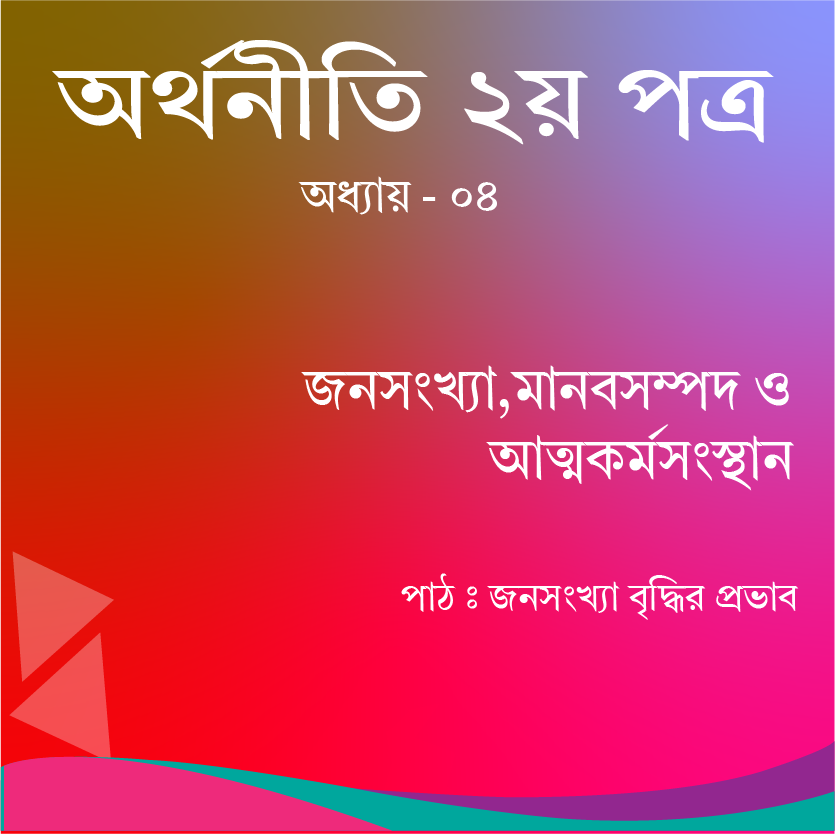 অর্থনীতি ২য় পত্র
অধ্যায় - ০৪
জনসংখ্যা,মানবসম্পদ ও
আত্মকর্মসংস্থান
পাঠ ঃ জনসংখ্যা বৃদ্ধির প্রভাব